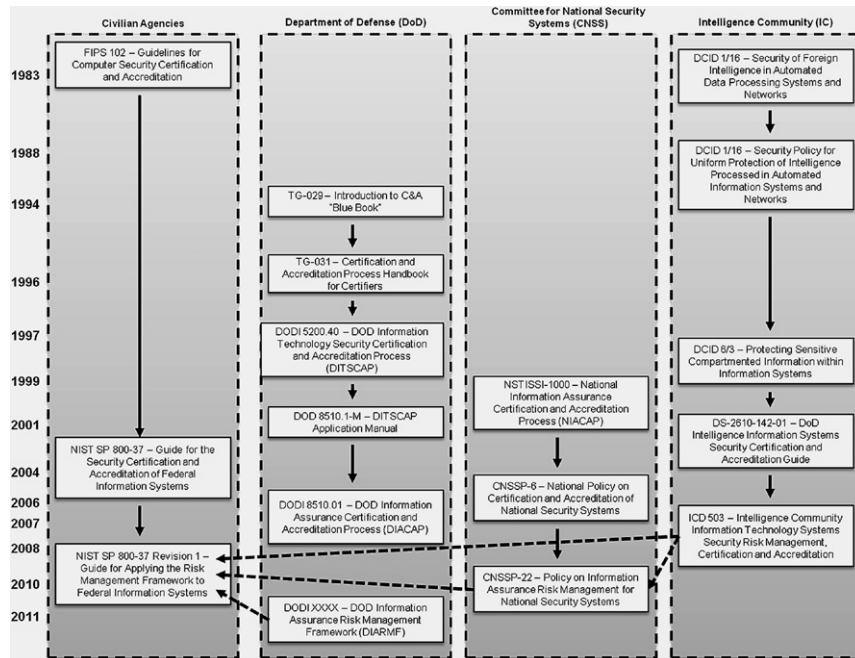 Civilian Agencies
Department of Defense (DoD)
Committee for National Security
Systems (CNSS)
Intelligence Community (IC)
1983
1988
1994
1996
1997
1999
2001
2004
2006
2007
2008
2010
2011
FIPS 102 – Guidelines for
Computer Security Certification
and Accreditation
NIST SP 800-37 – Guide for the
Security Certification and
Accreditation of Federal
Information Systems
NIST SP 800-37 Revision 1 –
Guide for Applying the Risk
Management Framework to
Federal Information Systems
TG-029 – Introduction to C&A
"Blue Book"
TG-031 – Certification and
Accreditation Process Handbook
for Certifiers
DODI 5200.40 – DOD Information
Technology Security Certification
and Accreditation Process
(DITSCAP)
DOD 8510.1-M – DITSCAP
Application Manual
DODI 8510.01 – DOD Information
Assurance Certification and
Accreditation Process (DIACAP)
DODI XXXX – DOD Information
Assurance Risk Management
Framework (DIARMF)
NSTISSI-1000 – National
Information Assurance
Certification and Accreditation
Process (NIACAP)
CNSSP-6 – National Policy on
Certification and Accreditation of
National Security Systems
CNSSP-22 – Policy on Information
Assurance Risk Management for
National Security Systems
DCID 1/16 – Security of Foreign
Intelligence in Automated
Data Processing Systems and
Networks
DCID 1/16 – Security Policy for
Uniform Protection of Intelligence
Processed in Automated
Information Systems and
Networks
DCID 6/3 – Protecting Sensitive
Compartmented Information within
Information Systems
DS-2610-142-01 – DoD
Intelligence Information Systems
Security Certification and
Accreditation Guide
ICD 503 – Intelligence Community
Information Technology Systems
Security Risk Management,
Certification and Accreditation